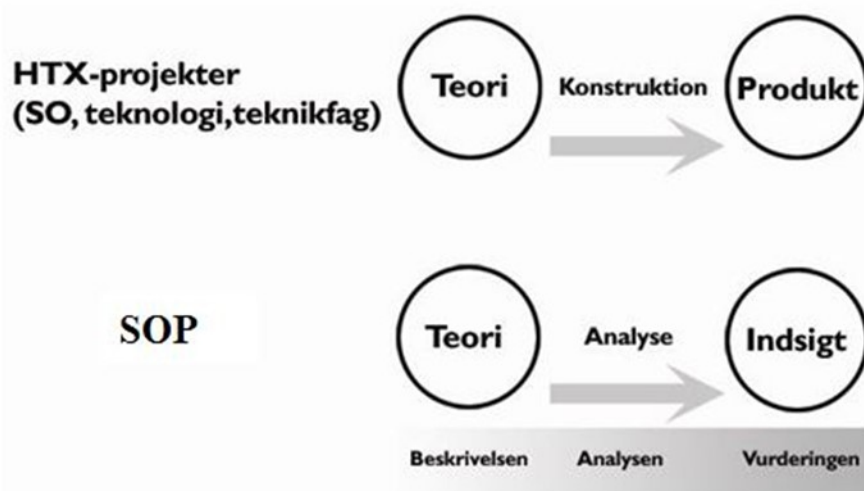 HTX-projekter
(SO, teknologi,teknikfag)
Teori
Konstruktion
Produkt
SOP
Teori
Analyse
Indsigt
Beskrivelsen
Analysen
Vurderingen